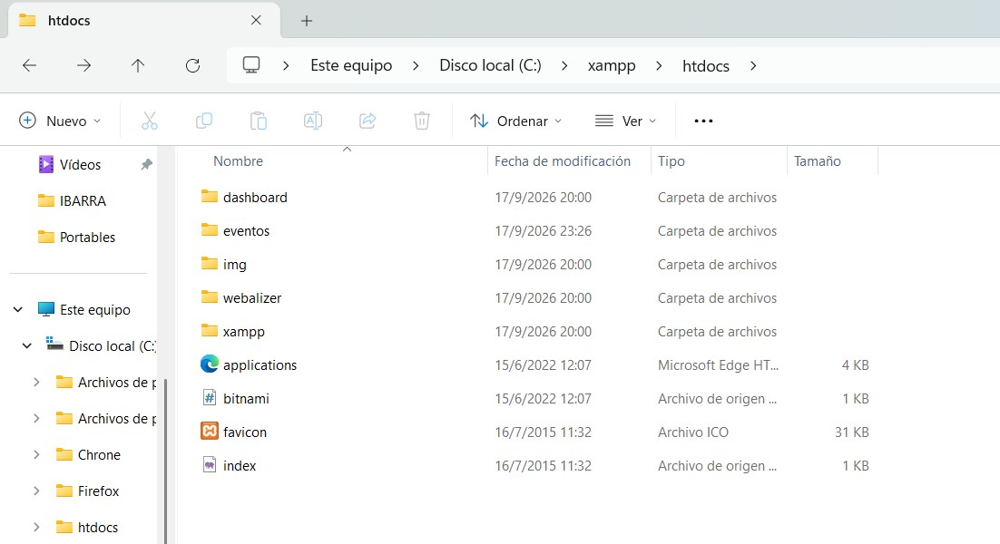 htdocs
Este equipo > Disco local (C:) > xampp > htdocs >
Nuevo Ordenar Ver
Vídeos
IBARRA
Portables
Este equipo
Disco local (C:
Archivos de p
Archivos de p
Chrone
Firefox
htdocs
Nombre Fecha de modificación Tipo Tamaño
dashboard 17/9/2026 20:00 Carpeta de archivos
eventos 17/9/2026 23:26 Carpeta de archivos
img 17/9/2026 20:00 Carpeta de archivos
webalizer 17/9/2026 20:00 Carpeta de archivos
xampp 17/9/2026 20:00 Carpeta de archivos
applications 15/6/2022 12:07 Microsoft Edge HT... 4 KB
bitnami 15/6/2022 12:07 Archivo de origen ... 1 KB
favicon 16/7/2015 11:32 Archivo ICO 31 KB
index 16/7/2015 11:32 Archivo de origen ... 1 KB